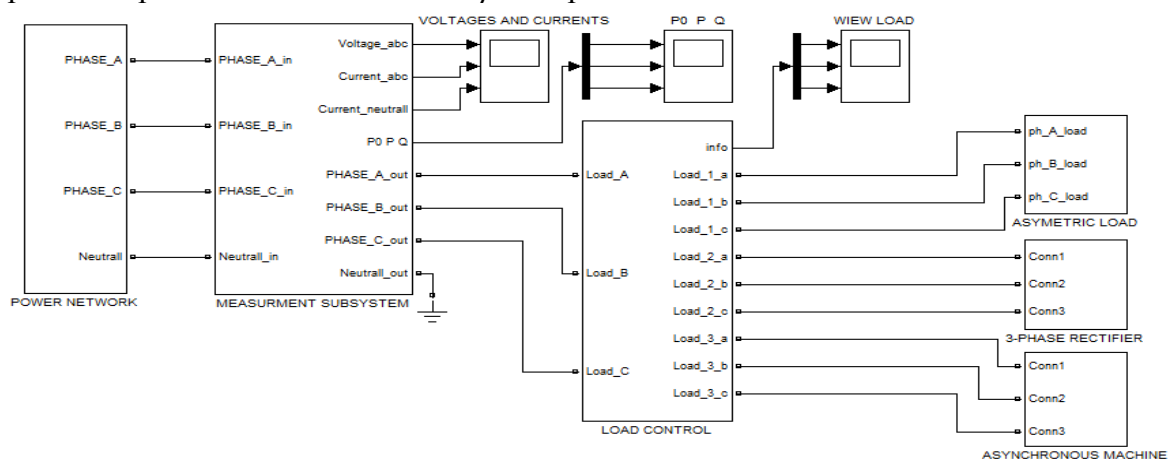 VOLTAGES AND CURRENTS
P0 P Q
WIEW LOAD
PHASE_A
PHASE_B
PHASE_C
Neutrall
POWER NETWORK
PHASE_A_in
PHASE_B_in
PHASE_C_in
Neutrall_in
Voltage_abc
Current_abc
Current_neutrall
P0 P Q
PHASE_A_out
PHASE_B_out
PHASE_C_out
Neutrall_out
MEASURMENT SUBSYSTEM
Load_A
Load_B
Load_C
info
Load_1_a
Load_1_b
Load_1_c
Load_2_a
Load_2_b
Load_2_c
Load_3_a
Load_3_b
Load_3_c
LOAD CONTROL
ph_A_load
ph_B_load
ph_C_load
ASYMETRIC LOAD
Conn1
Conn2
Conn3
3-PHASE RECTIFIER
Conn1
Conn2
Conn3
ASYNCHRONOUS MACHINE